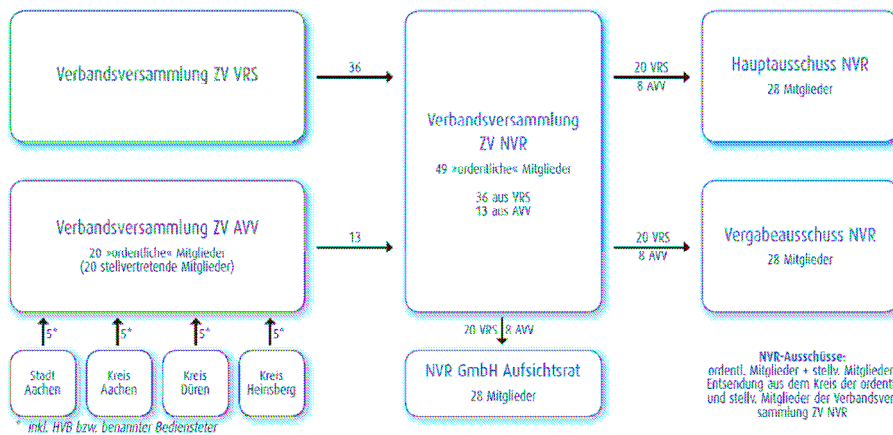 Verbandsversammlung ZV VRS
36
Verbandsversammlung
ZV NVR
49 »ordentliche« Mitglieder
36 aus VRS
13 aus AVV
20 VRS
8 AVV
Hauptausschuss NVR
28 Mitglieder
Verbandsversammlung ZV AVV
20 »ordentliche« Mitglieder
(20 stellvertretende Mitglieder)
13
20 VRS
8 AVV
Vergabeausschuss NVR
28 Mitglieder
5*
5*
5*
5*
20 VRS
8 AVV
Stadt
Aachen
Kreis
Aachen
Kreis
Düren
Kreis
Heinsberg
NVR GmbH Aufsichtsrat
28 Mitglieder
NVR-Ausschüsse:
ordentl. Mitglieder + stellv. Mitglieder
Entsendung aus dem Kreis der ordentl
und stellv. Mitglieder der Verbandsver
sammlung ZV NVR
* inkl. HVB bzw. benannter Bediensteter